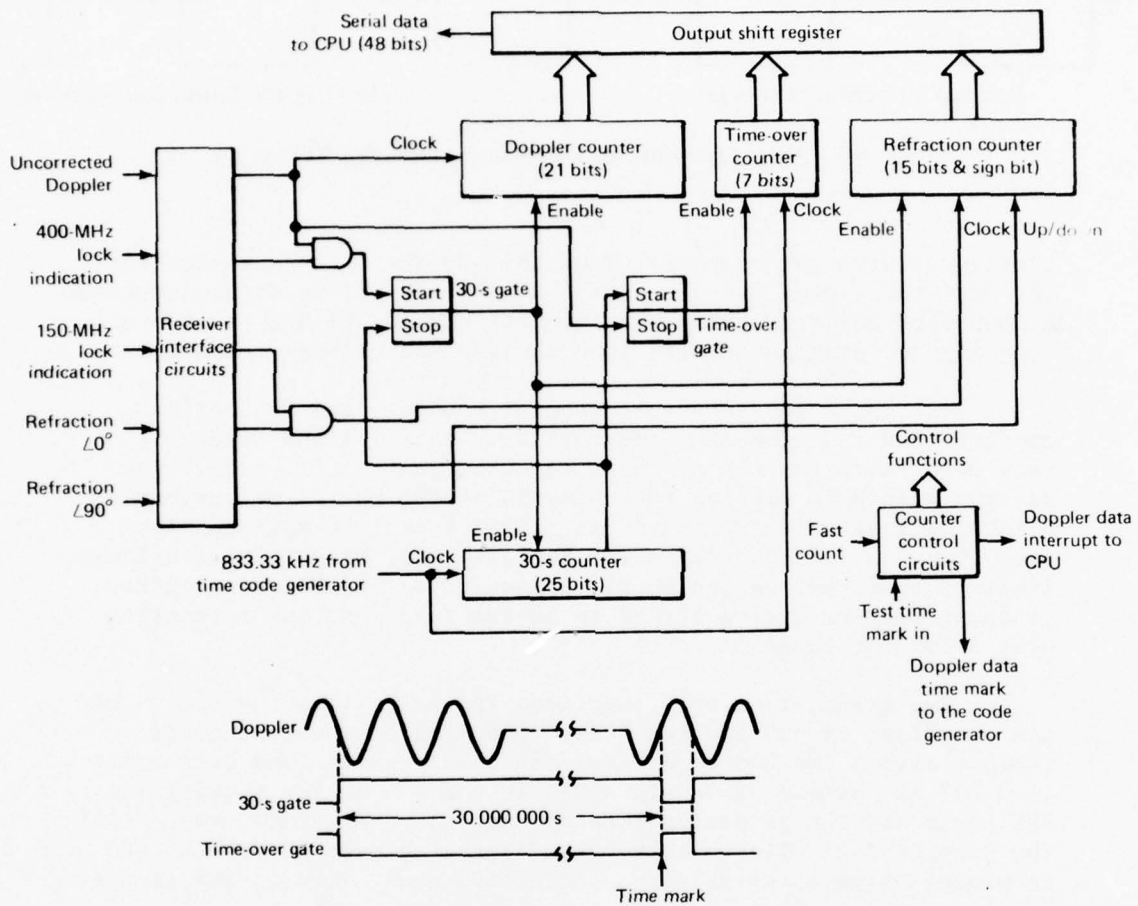 Serial data
to CPU (48 bits)
Output shift register
Uncorrected
Doppler
400-MHz
lock
indication
150-MHz
lock
indication
Refraction
∠0°
Refraction
∠90°
Receiver
interface
circuits
Clock
Doppler counter
(21 bits)
Enable
Time-over
counter
(7 bits)
Enable
Clock
Refraction counter
(15 bits & sign bit)
Enable
Clock
Up/down
Start
Stop
30-s gate
Start
Stop
Time-over
gate
Enable
833.33 kHz from
time code generator
Clock
30-s counter
(25 bits)
Control
functions
Fast
count
Counter
control
circuits
Doppler data
interrupt to
CPU
Test time
mark in
Doppler data
time mark
to the code
generator
Doppler
30-s gate
30.000 000 s
Time-over gate
Time mark